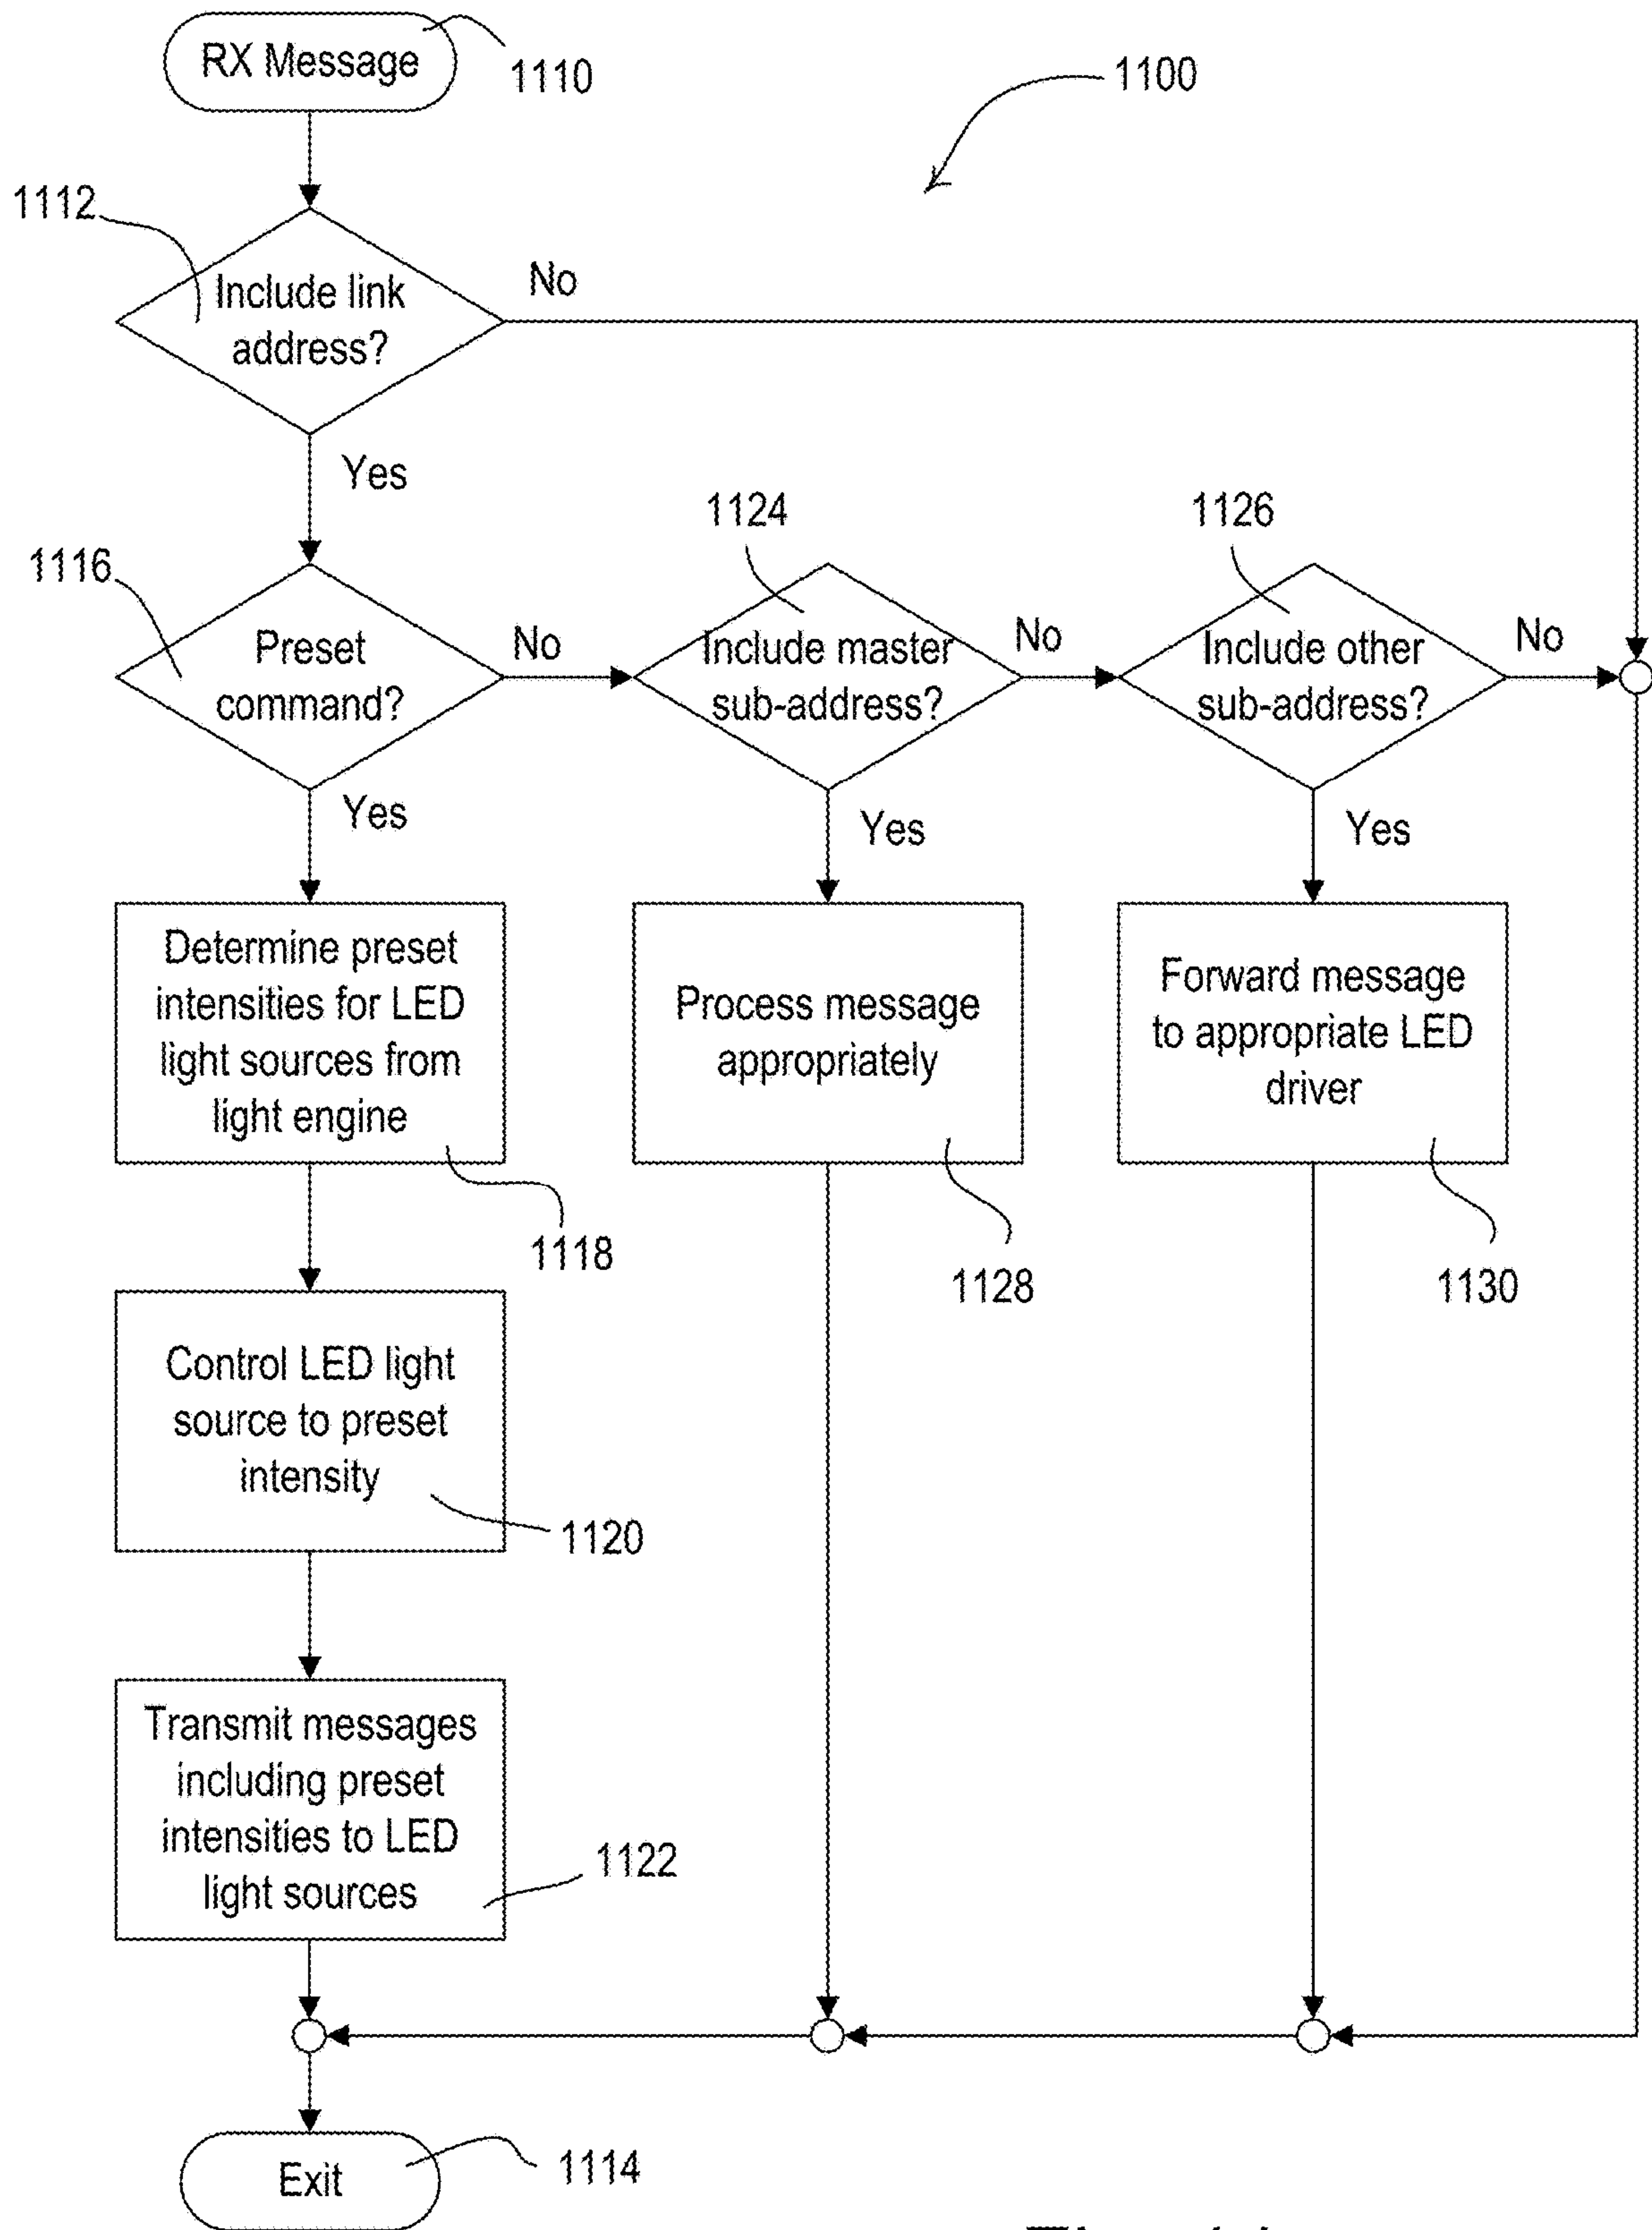 RX Message
1110
1100
1112
Include link
address?
No
Yes
1124
1126
1116
Preset
command?
No
Include master
sub-address?
No
Include other
sub-address?
No
Yes
Yes
Yes
Determine preset
intensities for LED
light sources from
light engine
Process message
appropriately
Forward message
to appropriate LED
driver
1118
1128
1130
Control LED light
source to preset
intensity
1120
Transmit messages
including preset
intensities to LED
light sources
1122
Exit
1114